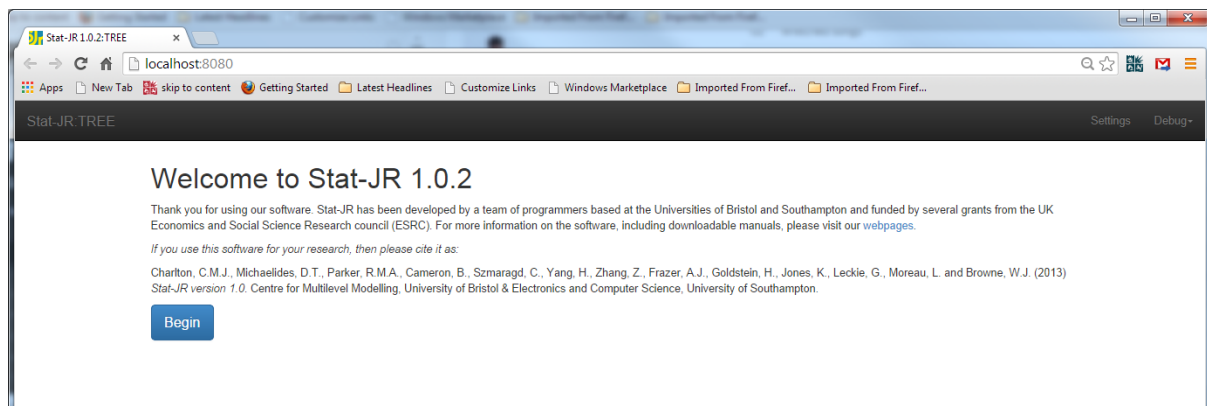 Stat-JR 1.0.2:TREE
localhost:8080
Apps New Tab skip to content Getting Started Latest Headlines Customize Links Windows Marketplace Imported From Firef... Imported From Firef...
Stat-JR:TREE Settings Debug
Welcome to Stat-JR 1.0.2
Thank you for using our software. Stat-JR has been developed by a team of programmers based at the Universities of Bristol and Southampton and funded by several grants from the UK
Economics and Social Science Research council (ESRC). For more information on the software, including downloadable manuals, please visit our webpages.
If you use this software for your research, then please cite it as:
Charlton, C.M.J., Michaelides, D.T., Parker, R.M.A., Cameron, B., Szmaragd, C., Yang, H., Zhang, Z., Frazer, A.J., Goldstein, H., Jones, K., Leckie, G., Moreau, L. and Browne, W.J. (2013)
Stat-JR version 1.0. Centre for Multilevel Modelling, University of Bristol & Electronics and Computer Science, University of Southampton.
Begin